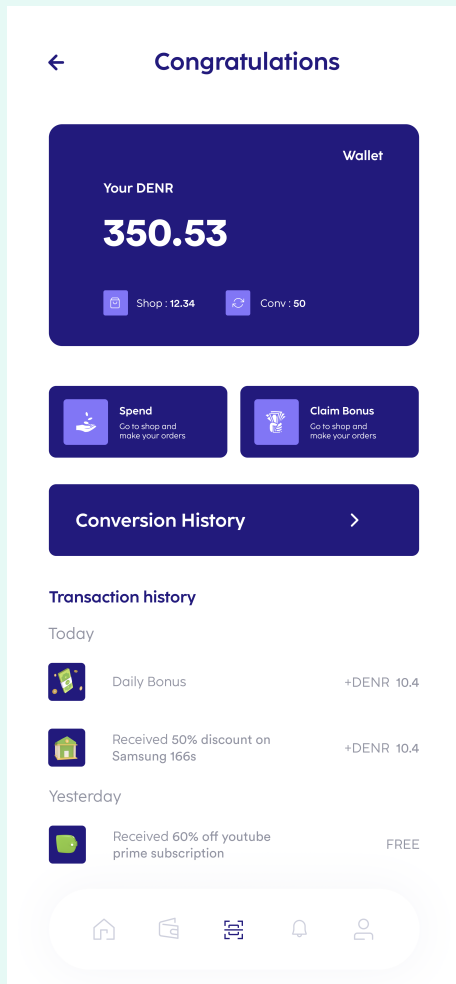 Congratulations
Wallet
Your DENR
350.53
Shop : 12.34
Conv : 50
Spend
Go to shop and
make your orders
Claim Bonus
Go to shop and
make your orders
Conversion History
Transaction history
Today
Daily Bonus
+DENR 10.4
Received 50% discount on
Samsung 166s
+DENR 10.4
Yesterday
Received 60% off youtube
prime subscription
FREE